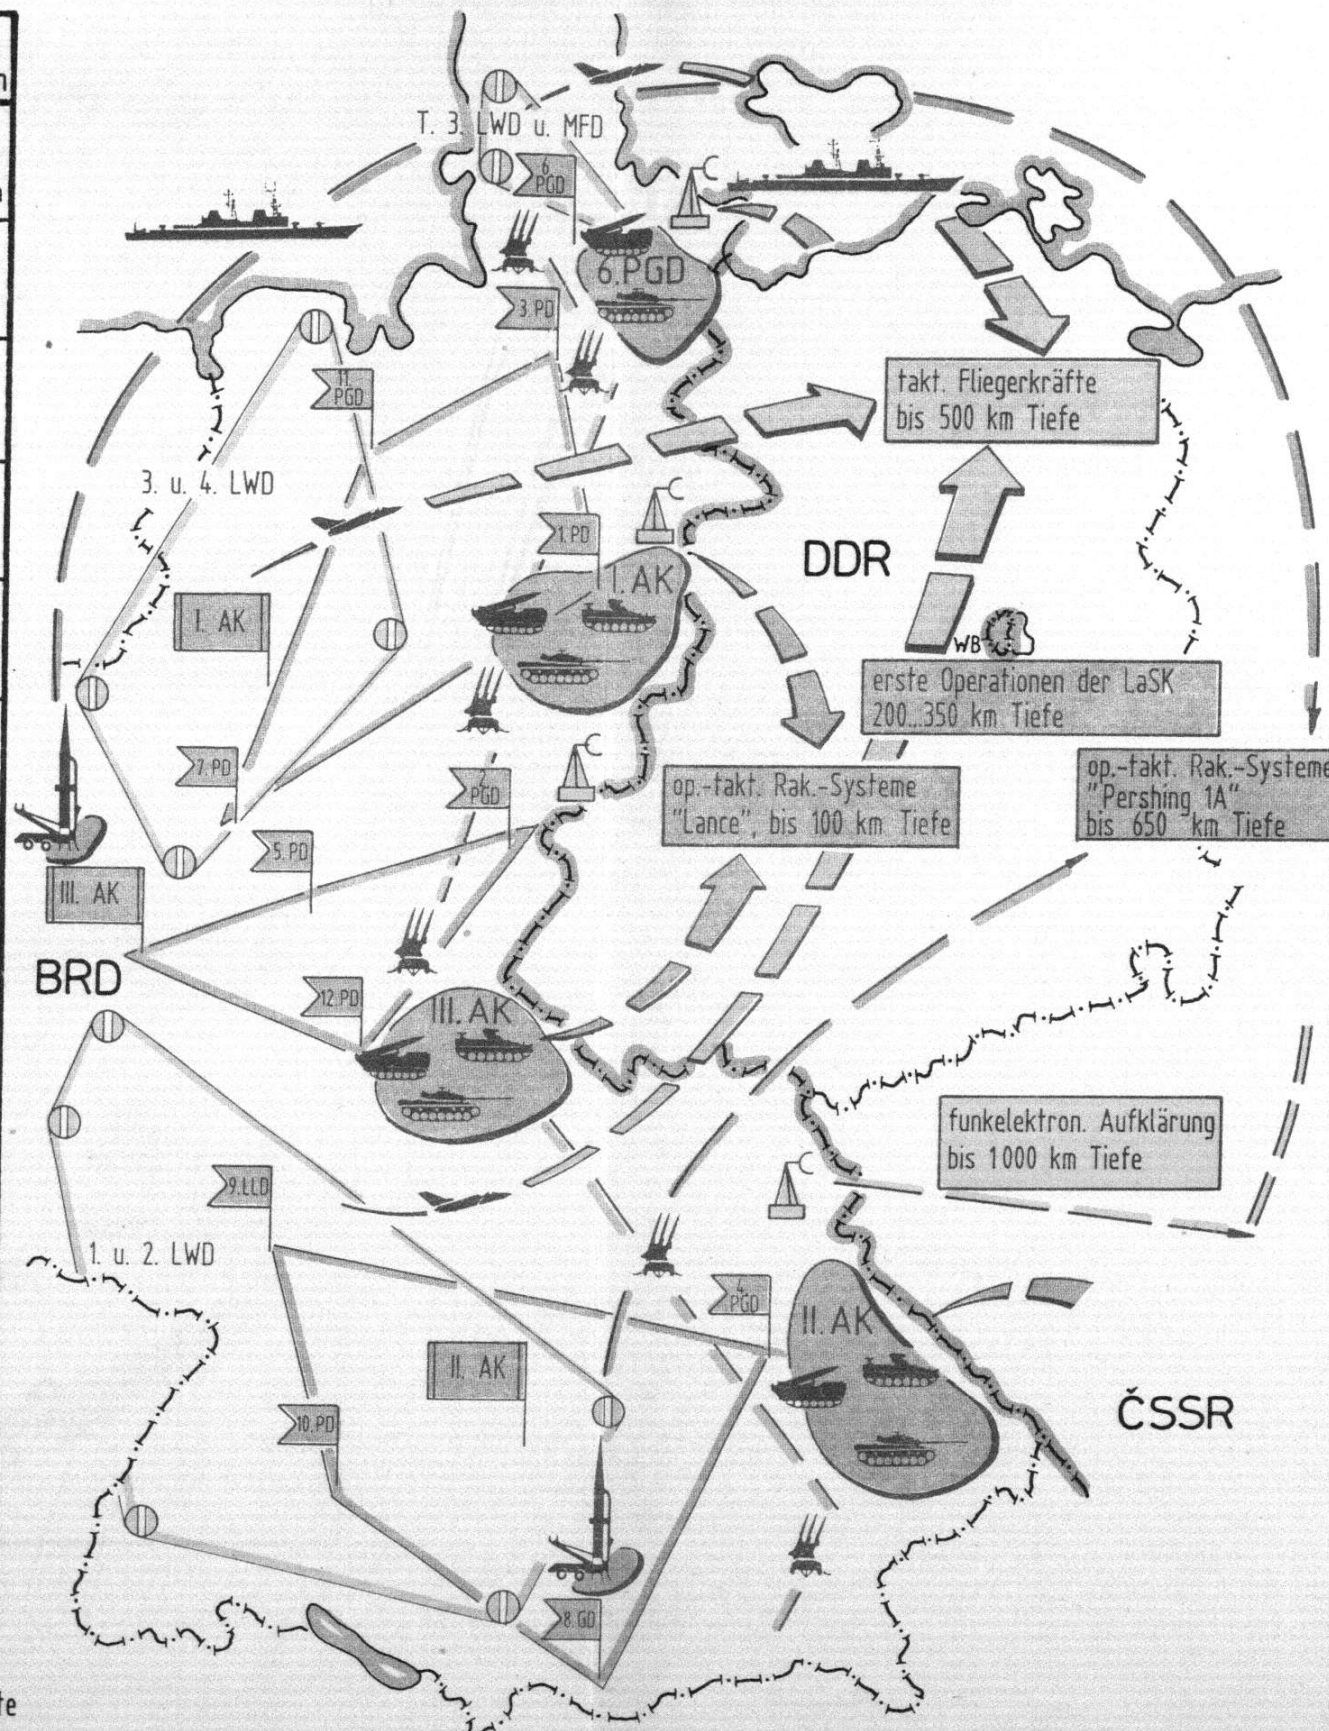 T. 3. LWD u. MFD
6.
PGD
6.PGD
3.PD
11.
PGD
takt. Fliegerkräfte
bis 500 km Tiefe
3. u. 4. LWD
1. PD
I. AK
DDR
I. AK
WB
erste Operationen der LaSK
200...350 km Tiefe
7. PD
2.
PGD
op.-takt. Rak.-Systeme
"Lance", bis 100 km Tiefe
op.-takt. Rak.-Systeme
"Pershing 1A"
bis 650 km Tiefe
5. PD
III. AK
BRD
12.PD
III. AK
funkelektron. Aufklärung
bis 1000 km Tiefe
9.LLD
1. u. 2. LWD
4.
PGD
II. AK
II. AK
10.PD
ČSSR
8.GD